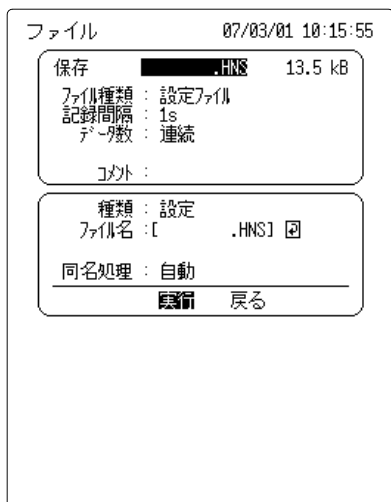 ファイル 07/03/01 10:15:55
保存 .HNS 13.5 kB
ファイル種類 : 設定ファイル
記録間隔 : 1s
データ数 : 連続
コメント :
種類 : 設定
ファイル名 :[ .HNS]
同名処理 : 自動
実行 戻る